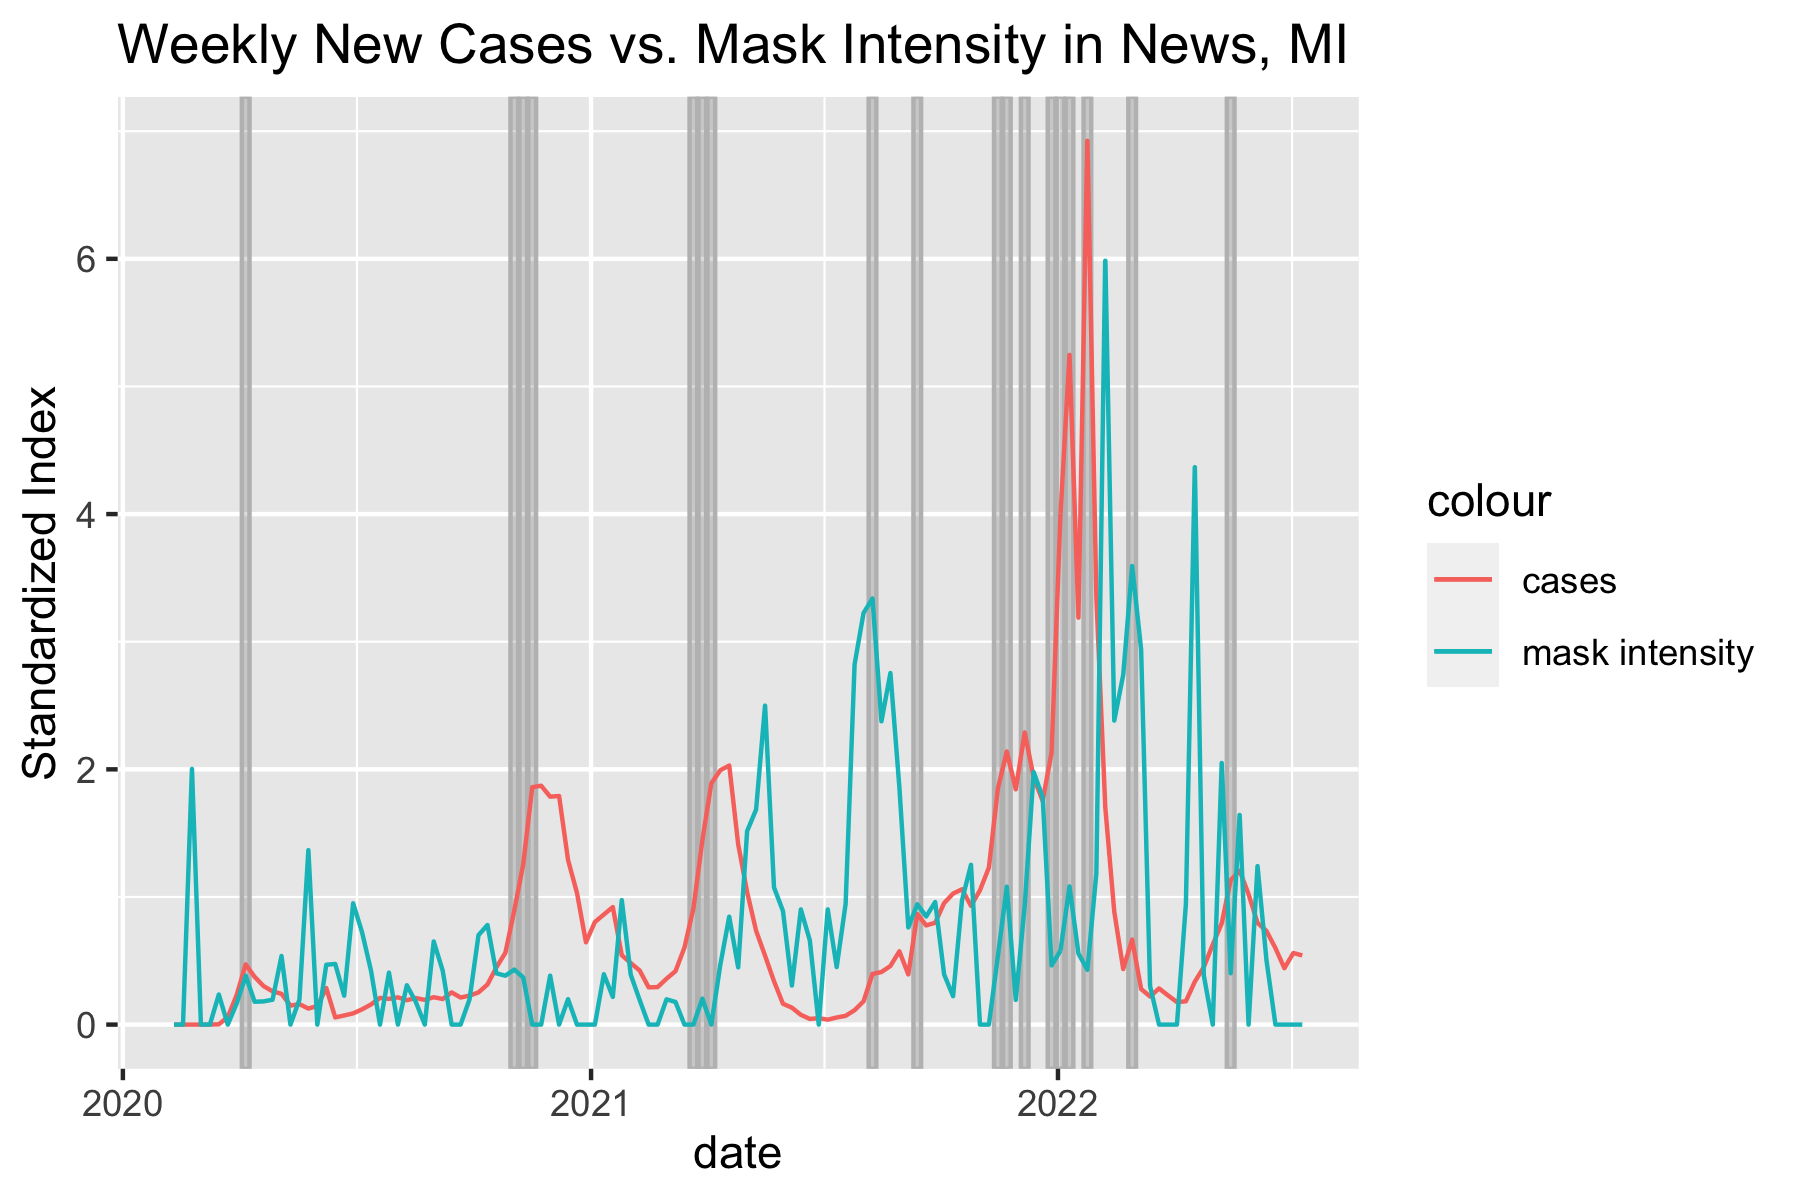 Weekly New Cases vs. Mask Intensity in News, MI
Standardized Index
6
4
2
0
2020
2021
2022
date
colour
cases
mask intensity